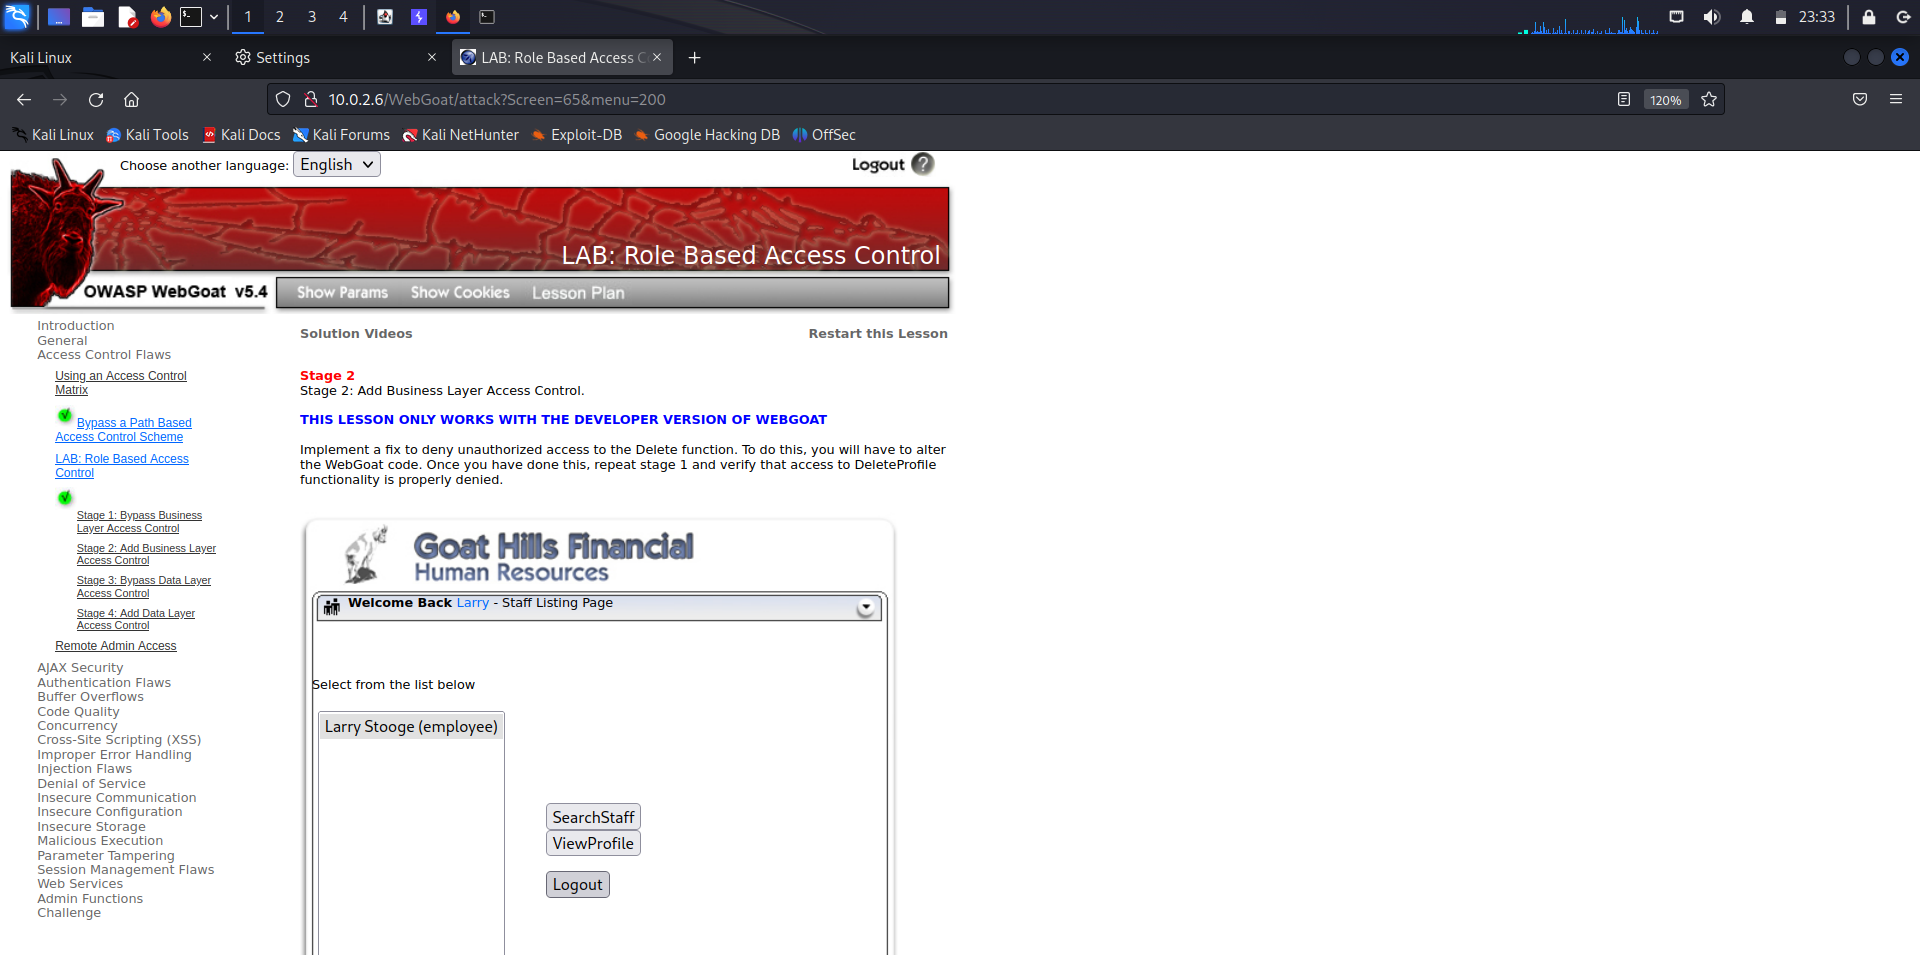 1 2 3 4 23:33
Kali Linux Settings LAB: Role Based Access C
10.0.2.6/WebGoat/attack?Screen=65&menu=200 120%
Kali Linux Kali Tools Kali Docs Kali Forums Kali NetHunter Exploit-DB Google Hacking DB OffSec
Choose another language: English Logout ?
LAB: Role Based Access Control
OWASP WebGoat v5.4 Show Params Show Cookies Lesson Plan
Introduction
General
Access Control Flaws
Using an Access Control
Matrix
Bypass a Path Based
Access Control Scheme
LAB: Role Based Access
Control
Stage 1: Bypass Business
Layer Access Control
Stage 2: Add Business Layer
Access Control
Stage 3: Bypass Data Layer
Access Control
Stage 4: Add Data Layer
Access Control
Remote Admin Access
AJAX Security
Authentication Flaws
Buffer Overflows
Code Quality
Concurrency
Cross-Site Scripting (XSS)
Improper Error Handling
Injection Flaws
Denial of Service
Insecure Communication
Insecure Configuration
Insecure Storage
Malicious Execution
Parameter Tampering
Session Management Flaws
Web Services
Admin Functions
Challenge
Solution Videos Restart this Lesson
Stage 2
Stage 2: Add Business Layer Access Control.
THIS LESSON ONLY WORKS WITH THE DEVELOPER VERSION OF WEBGOAT
Implement a fix to deny unauthorized access to the Delete function. To do this, you will have to alter
the WebGoat code. Once you have done this, repeat stage 1 and verify that access to DeleteProfile
functionality is properly denied.
Goat Hills Financial
Human Resources
Welcome Back Larry - Staff Listing Page
Select from the list below
Larry Stooge (employee)
SearchStaff
ViewProfile
Logout